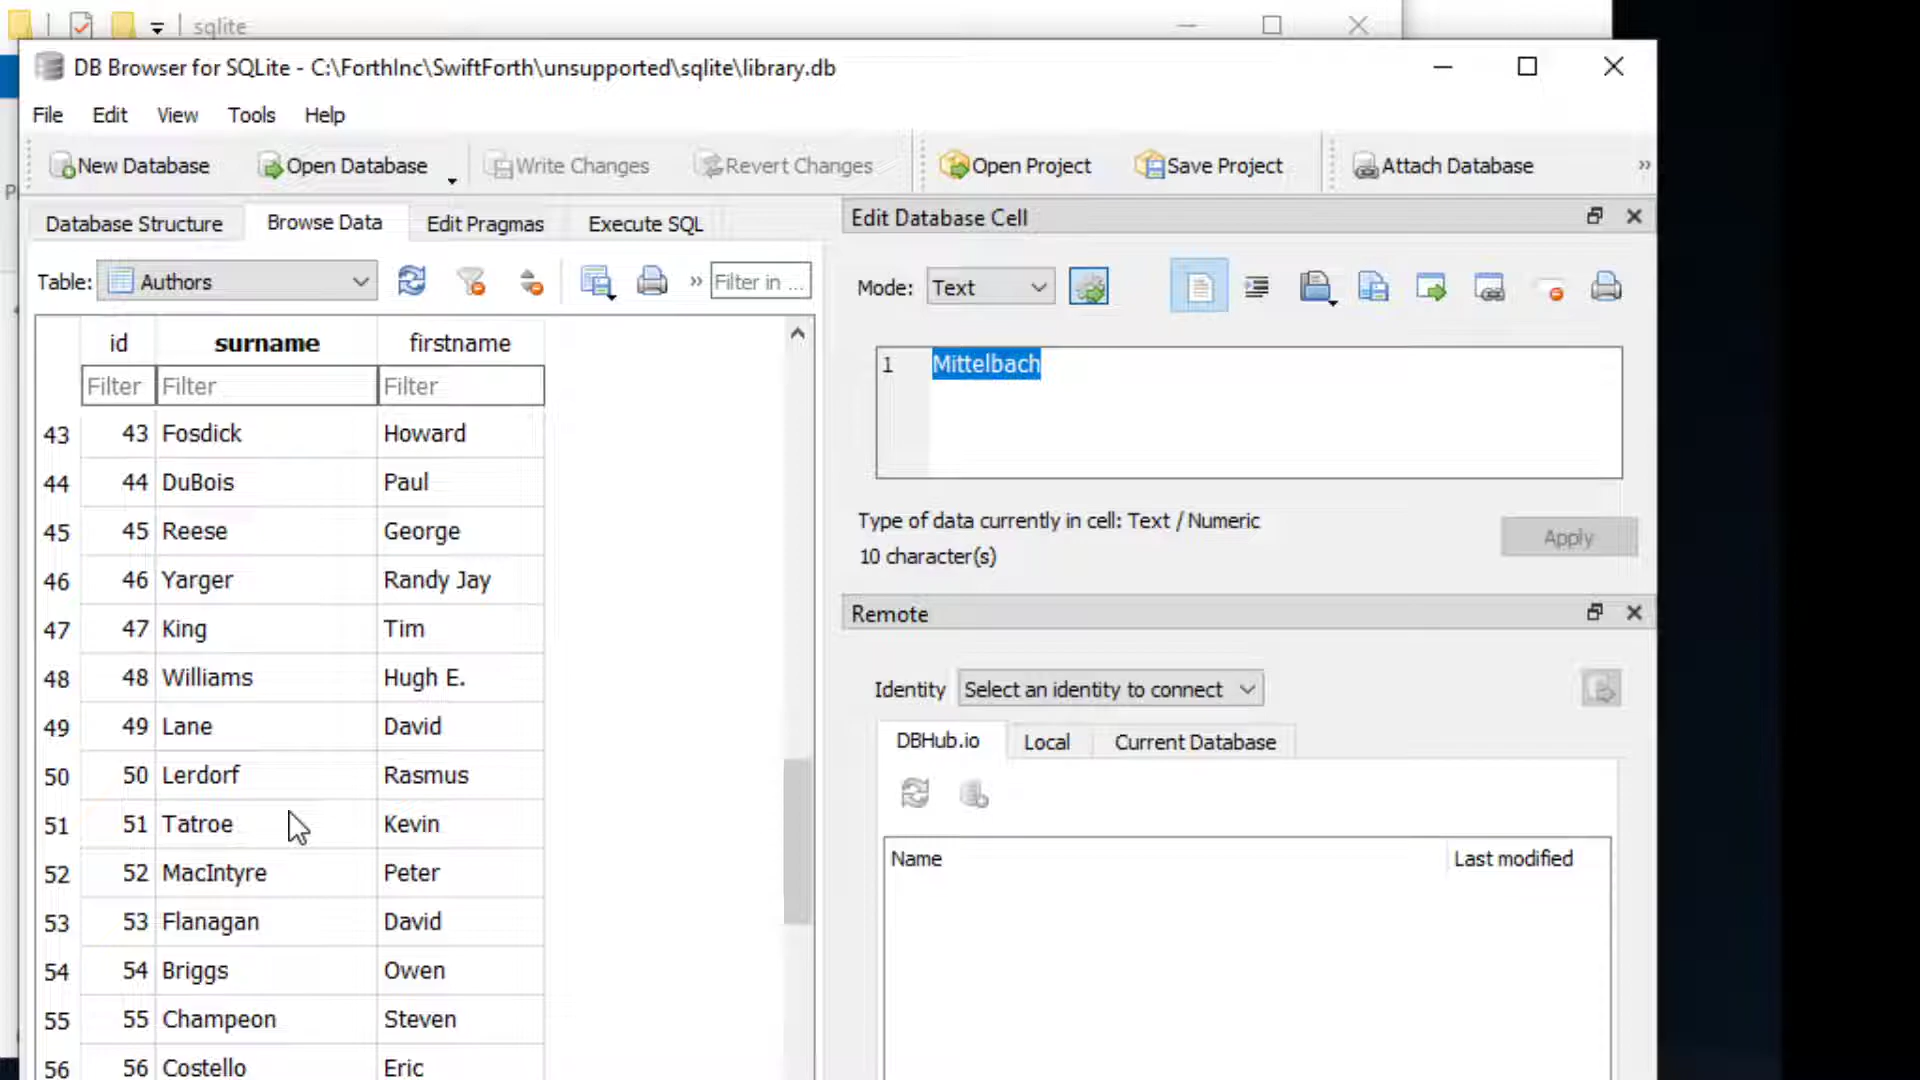 sqlite
DB Browser for SQLite - C:\ForthInc\SwiftForth\unsupported\sqlite\library.db
File Edit View Tools Help
New Database Open Database Write Changes Revert Changes Open Project Save Project Attach Database »
Database Structure Browse Data Edit Pragmas Execute SQL
Table: Authors » Filter in ...
id surname firstname
Filter Filter Filter
43 43 Fosdick Howard
44 44 DuBois Paul
45 45 Reese George
46 46 Yarger Randy Jay
47 47 King Tim
48 48 Williams Hugh E.
49 49 Lane David
50 50 Lerdorf Rasmus
51 51 Tatroe Kevin
52 52 MacIntyre Peter
53 53 Flanagan David
54 54 Briggs Owen
55 55 Champeon Steven
56 56 Costello Eric
Edit Database Cell
Mode: Text
1 Mittelbach
Type of data currently in cell: Text / Numeric
10 character(s)
Apply
Remote
Identity Select an identity to connect
DBHub.io Local Current Database
Name Last modified